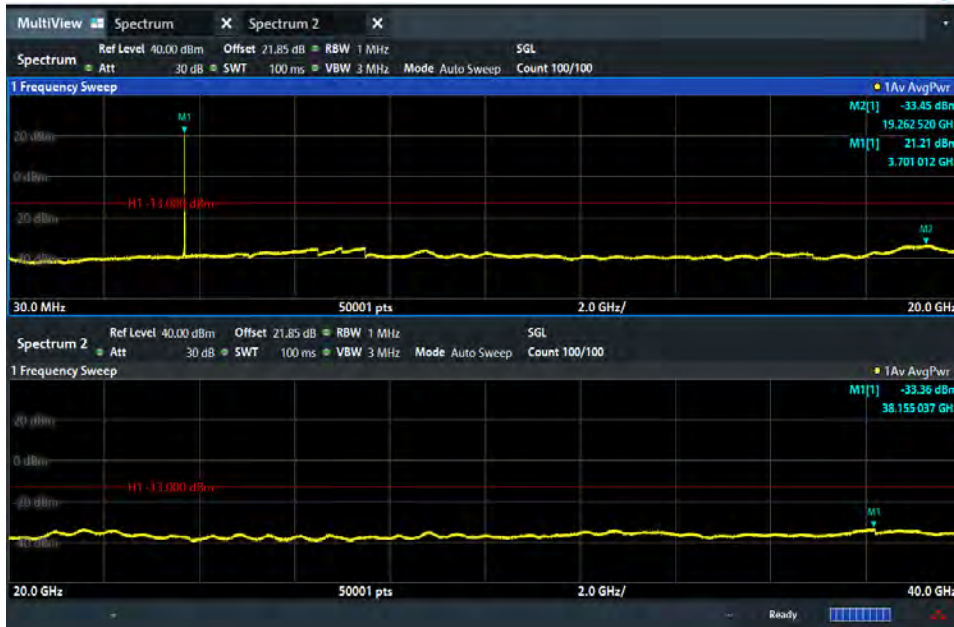 MultiView Spectrum X Spectrum 2 X
Spectrum Ref Level 40.00 dBm Offset 21.85 dB RBW 1 MHz SGL
Att 30 dB SWT 100 ms VBW 3 MHz Mode Auto Sweep Count 100/100
1 Frequency Sweep 1Av AvgPwr
M2[1] -33.45 dBm
19.262 520 GH
M1[1] 21.21 dBm
3.701 012 GH
M1
20 dBm
0 dBm
H1 -13.000 dBm
-20 dBm
M2
-40 dBm
30.0 MHz 50001 pts 2.0 GHz/ 20.0 GHz
Spectrum 2 Ref Level 40.00 dBm Offset 21.85 dB RBW 1 MHz SGL
Att 30 dB SWT 100 ms VBW 3 MHz Mode Auto Sweep Count 100/100
1 Frequency Sweep 1Av AvgPwr
M1[1] -33.36 dBm
38.155 037 GH
20 dBm
0 dBm
H1 -13.000 dBm
-20 dBm
M1
-40 dBm
20.0 GHz 50001 pts 2.0 GHz/ 40.0 GHz
Ready